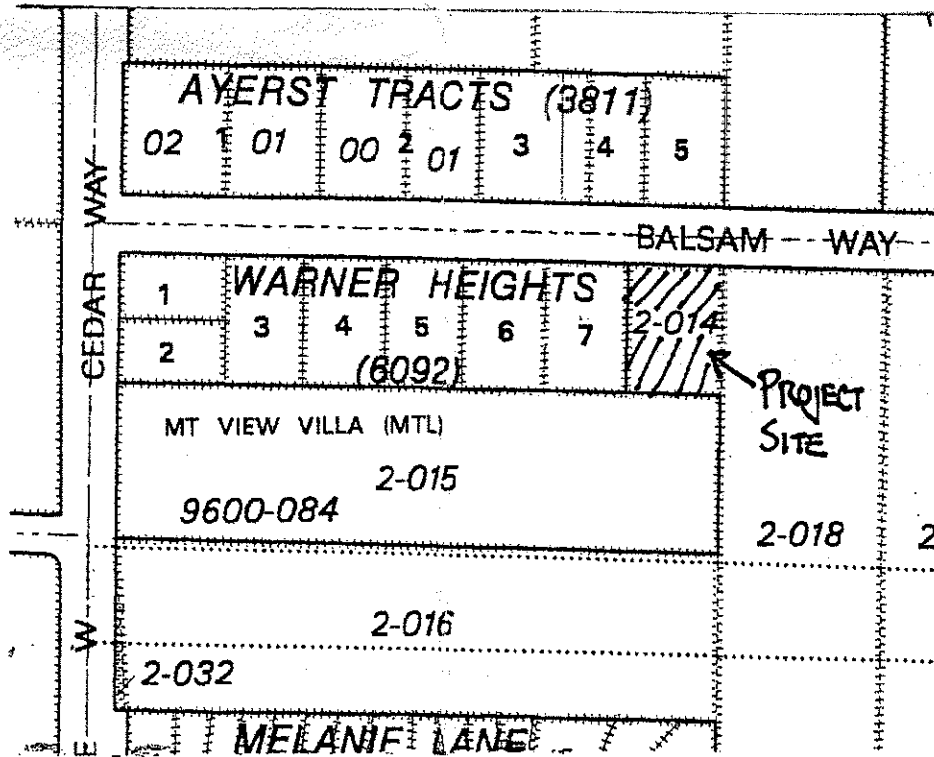 AYERST TRACTS (3811)
02 1 01 00 2 01 3 4 5
CEDAR WAY
BALSAM WAY
WARNER HEIGHTS
1 3 4 5 6 7 2-014
2
(6092)
PROJECT
SITE
MT VIEW VILLA (MTL)
2-015
9600-084
2-018 2
2-016
W
2-032
E
MELANIE LANE